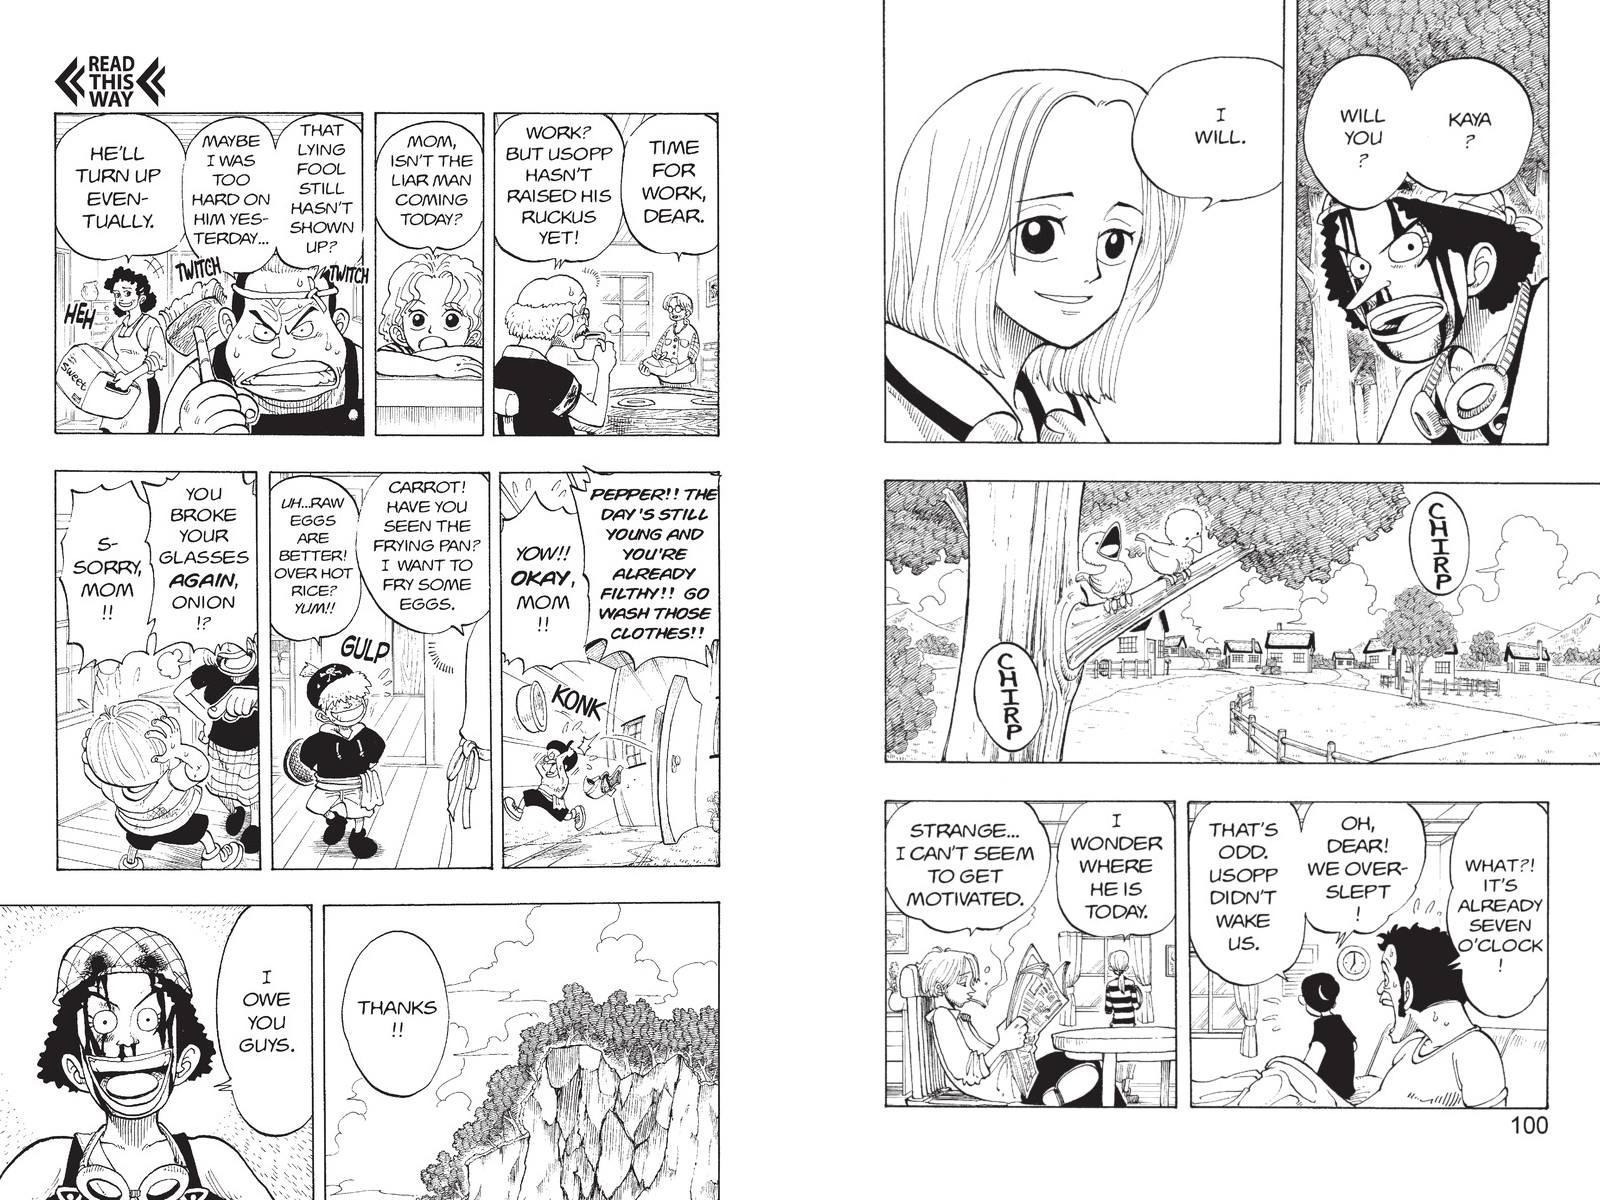 KAYA
?
WILL
YOU
?
I
WILL.
CHIRP
CHIRP
WHAT?!
IT'S
ALREADY
SEVEN
O'CLOCK
!
OH,
DEAR!
WE OVER-
SLEPT
!
THAT'S
ODD.
USOPP
DIDN'T
WAKE
US.
I
WONDER
WHERE
HE IS
TODAY.
STRANGE...
I CAN'T SEEM
TO GET
MOTIVATED.
100
READ
THIS
WAY
TIME
FOR
WORK,
DEAR.
WORK?
BUT USOPP
HASN'T
RAISED HIS
RUCKUS
YET!
MOM,
ISN'T THE
LIAR MAN
COMING
TODAY?
THAT
LYING
FOOL
STILL
HASN'T
SHOWN
UP?
MAYBE
I WAS
TOO
HARD ON
HIM YES-
TERDAY...
TWITCH
TWITCH
HE'LL
TURN UP
EVEN-
TUALLY.
HEH
sweet
PEPPER!! THE
DAY'S STILL
YOUNG AND
YOU'RE
ALREADY
FILTHY!! GO
WASH THOSE
CLOTHES!!
YOW!!
OKAY,
MOM
!!
KONK
CARROT!
HAVE YOU
SEEN THE
FRYING PAN?
I WANT TO
FRY SOME
EGGS.
UH...RAW
EGGS
ARE
BETTER!
OVER HOT
RICE?
YUM!!
GULP
YOU
BROKE
YOUR
GLASSES
AGAIN,
ONION
!?
S-
SORRY,
MOM
!!
THANKS
!!
I
OWE
YOU
GUYS.